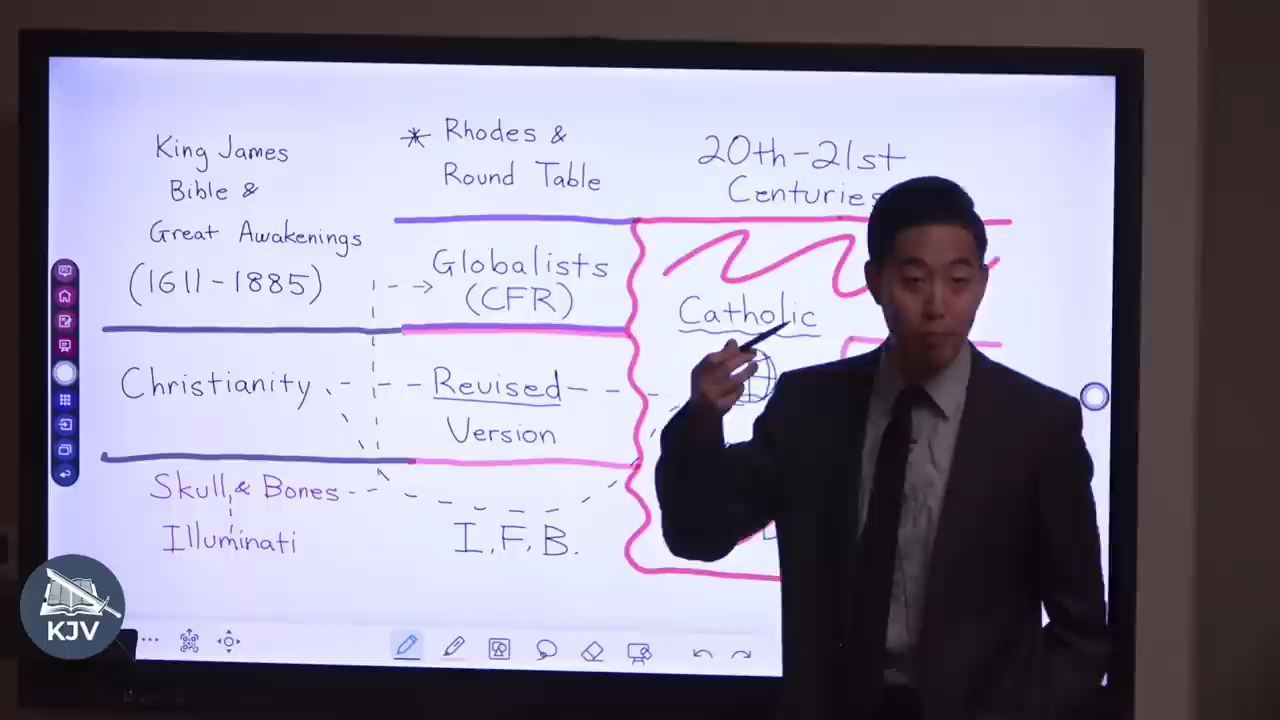 King James
Bible &
Great Awakenings
(1611-1885)
* Rhodes &
Round Table
20th-21st
Centuries
Globalists
(CFR)
Catholic
Christianity
Revised
Version
Skull & Bones
Illuminati
I.F.B.
KJV